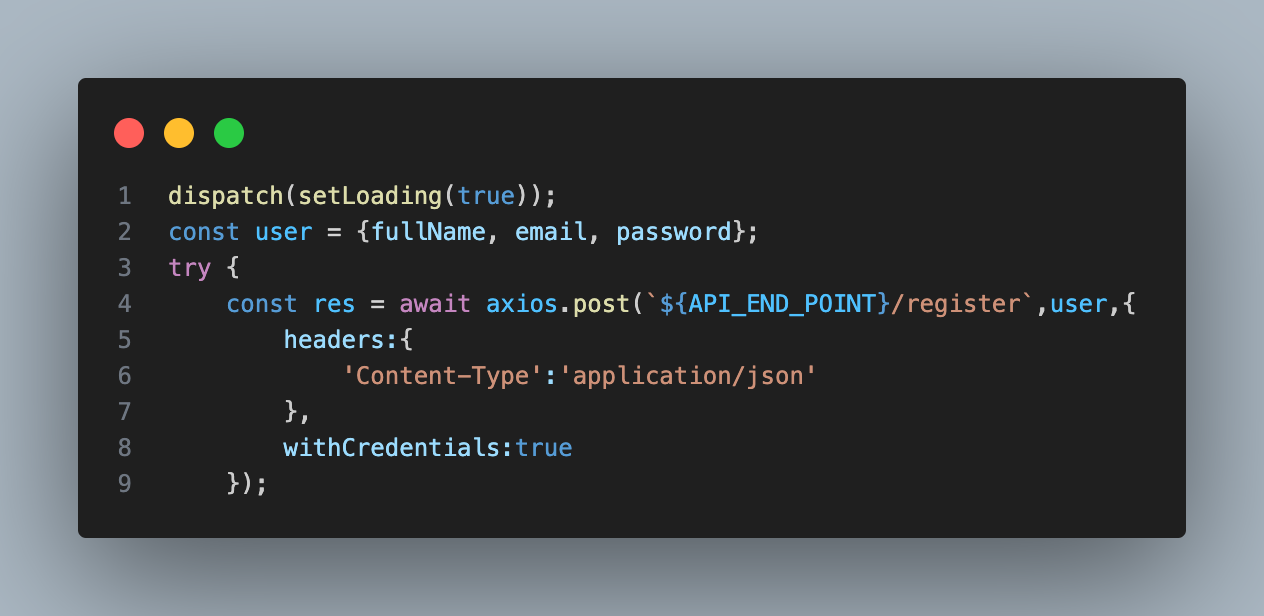 1 dispatch(setLoading(true));
2 const user = {fullName, email, password};
3 try {
4     const res = await axios.post(`${API_END_POINT}/register`,user,{
5         headers:{
6             'Content-Type':'application/json'
7         },
8         withCredentials:true
9     });